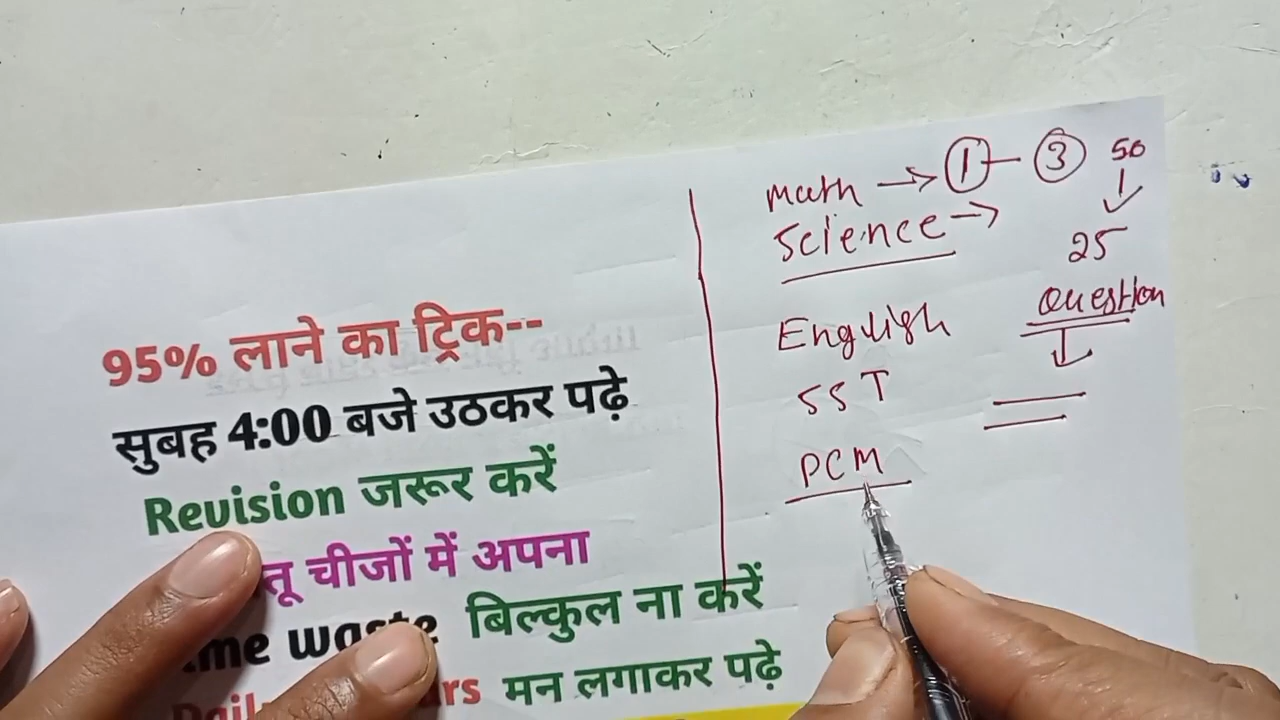 95% लाने का ट्रिक--
सुबह 4:00 बजे उठकर पढ़े
Revision जरूर करें
चीजों में अपना
waste बिल्कुल ना करें
मन लगाकर पढ़े
Math → 1 — 3
Science →
English
SST
PCM
50
25
Question